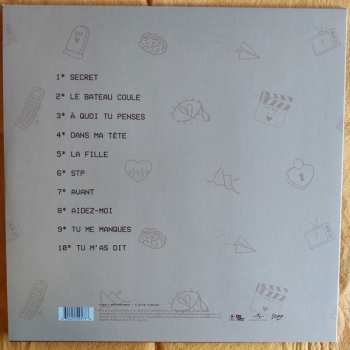 1° SECRET
2° LE BATEAU COULE
3° À QUOI TU PENSES
4° DANS MA TÊTE
5° LA FILLE
6° STP
7° AVANT
8° AIDEZ-MOI
9° TU ME MANQUES
10° TU M'AS DIT